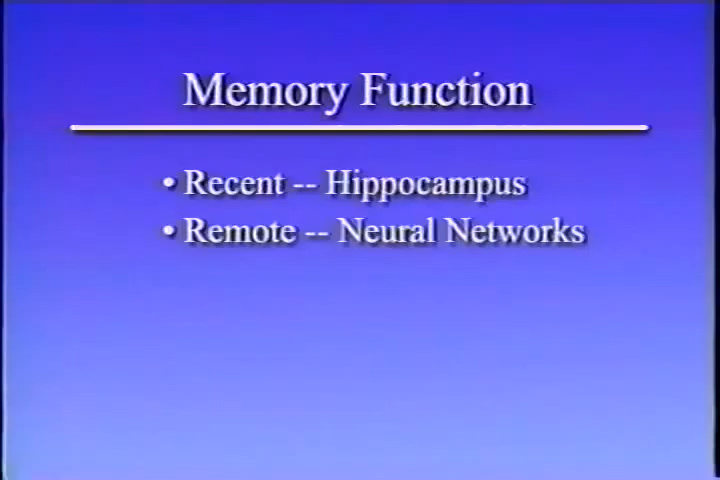 Memory Function
• Recent -- Hippocampus
• Remote -- Neural Networks